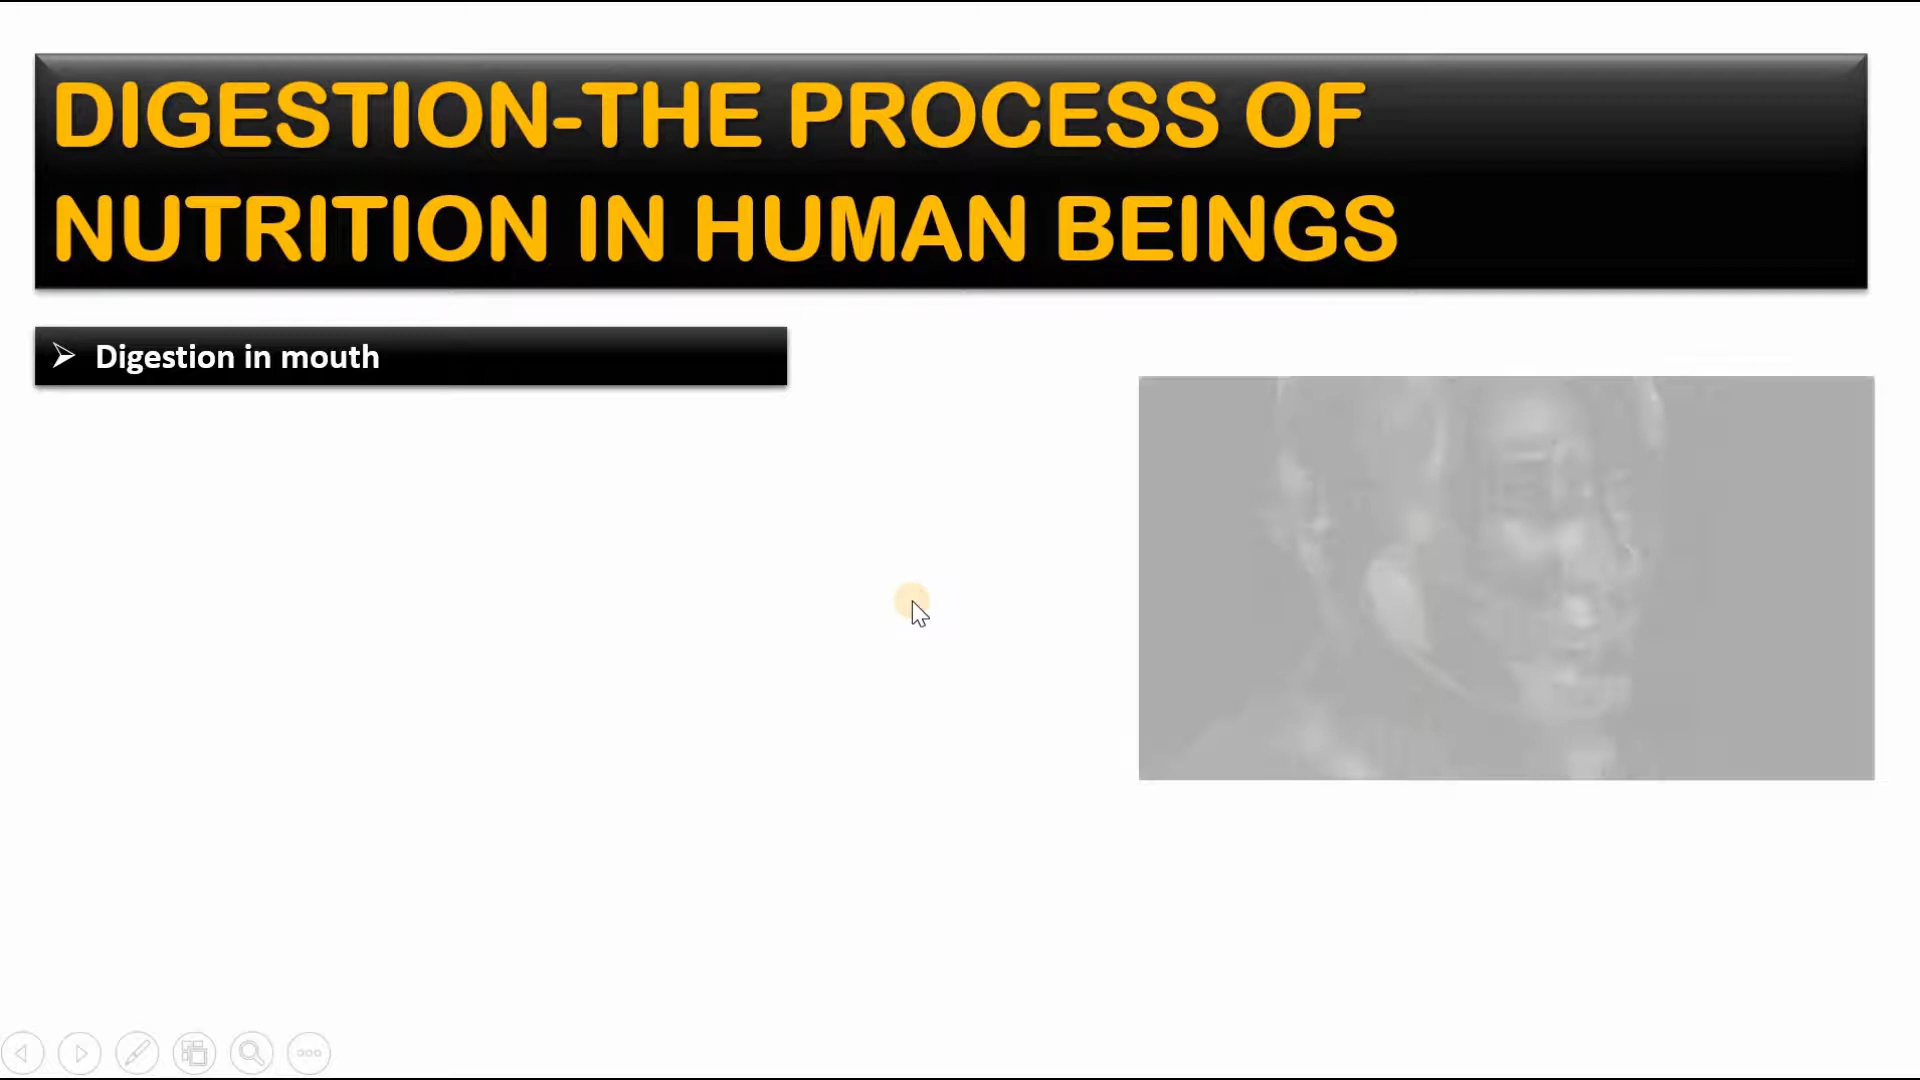 DIGESTION-THE PROCESS OF
NUTRITION IN HUMAN BEINGS
Digestion in mouth